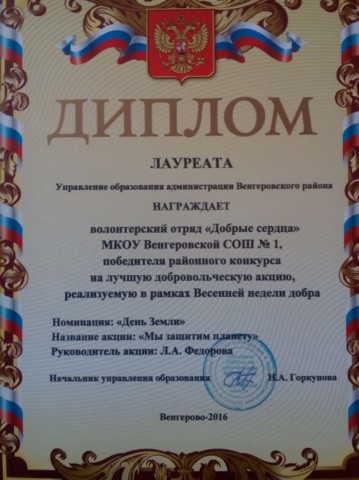 ДИПЛОМ
ЛАУРЕАТА
Управление образования администрации Венгеровского района
НАГРАЖДАЕТ
волонтерский отряд «Добрые сердца»
МКОУ Венгеровской СОШ № 1,
победителя районного конкурса
на лучшую добровольческую акцию,
реализуемую в рамках Весенней недели добра
Номинация: «День Земли»
Название акции: «Мы защитим планету»
Руководитель акции: Л.А. Федорова
Начальник управления образования Н.А. Горкунова
Венгерово-2016